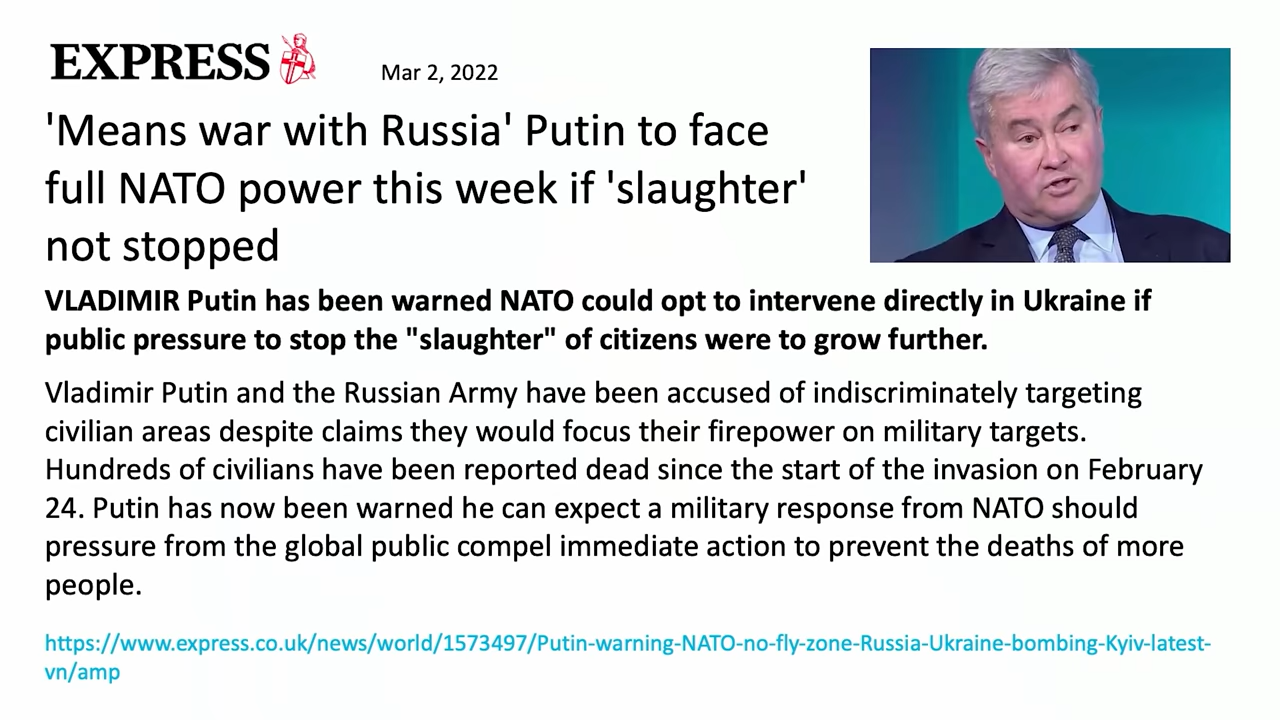 EXPRESS
Mar 2, 2022
'Means war with Russia' Putin to face
full NATO power this week if 'slaughter'
not stopped
VLADIMIR Putin has been warned NATO could opt to intervene directly in Ukraine if
public pressure to stop the "slaughter" of citizens were to grow further.
Vladimir Putin and the Russian Army have been accused of indiscriminately targeting
civilian areas despite claims they would focus their firepower on military targets.
Hundreds of civilians have been reported dead since the start of the invasion on February
24. Putin has now been warned he can expect a military response from NATO should
pressure from the global public compel immediate action to prevent the deaths of more
people.
https://www.express.co.uk/news/world/1573497/Putin-warning-NATO-no-fly-zone-Russia-Ukraine-bombing-Kyiv-latest-
vn/amp